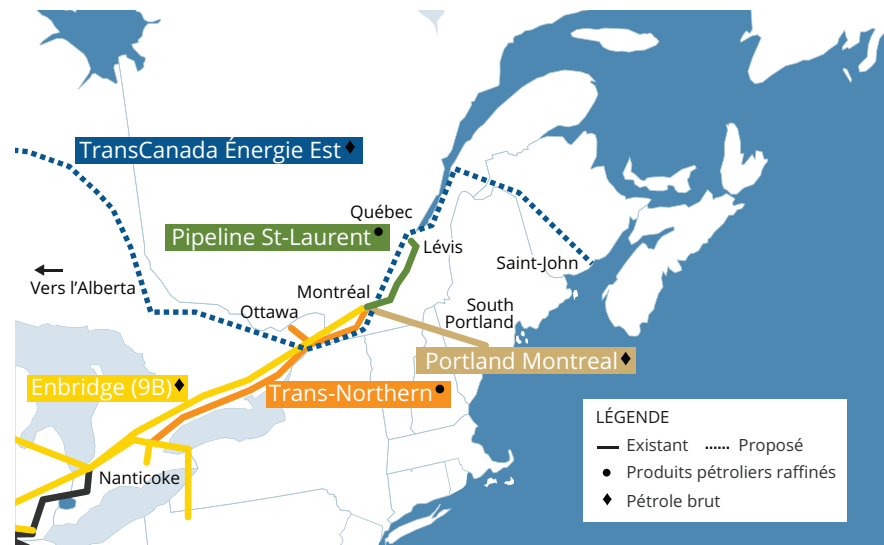 TransCanada Énergie Est
Québec
Pipeline St-Laurent
Lévis
Saint-John
Vers l’Alberta
Montréal
Ottawa
South
Portland
Portland Montreal
Enbridge (9B)
Trans-Northern
Nanticoke
LÉGENDE
Existant
Proposé
Produits pétroliers raffinés
Pétrole brut